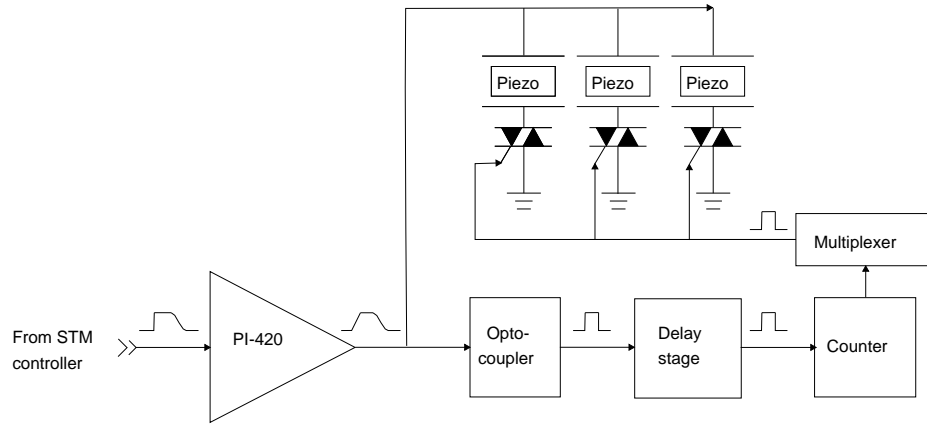 Piezo
Piezo
Piezo
Multiplexer
From STM
controller
PI-420
Opto-
coupler
Delay
stage
Counter